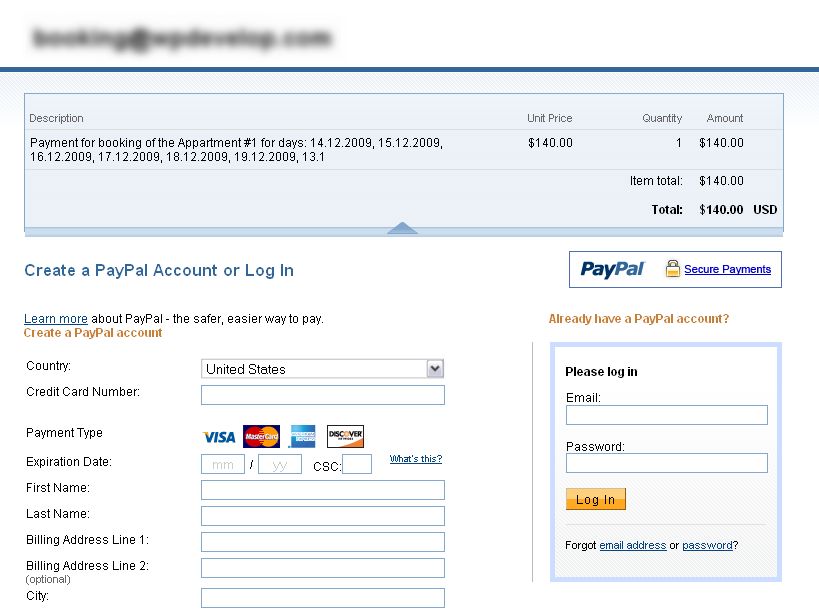 booking@wpdevelop.com
Description Unit Price Quantity Amount
Payment for booking of the Appartment #1 for days: 14.12.2009, 15.12.2009, $140.00 1 $140.00
16.12.2009, 17.12.2009, 18.12.2009, 19.12.2009, 13.1
Item total: $140.00
Total: $140.00 USD
Create a PayPal Account or Log In
PayPal Secure Payments
Learn more about PayPal - the safer, easier way to pay.
Already have a PayPal account?
Create a PayPal account
Country: United States
Please log in
Credit Card Number:
Email:
Payment Type VISA MasterCard AMERICAN EXPRESS DISCOVER
Password:
Expiration Date: mm / yy CSC: What's this?
First Name:
Log In
Last Name:
Billing Address Line 1:
Forgot email address or password?
Billing Address Line 2:
(optional)
City: